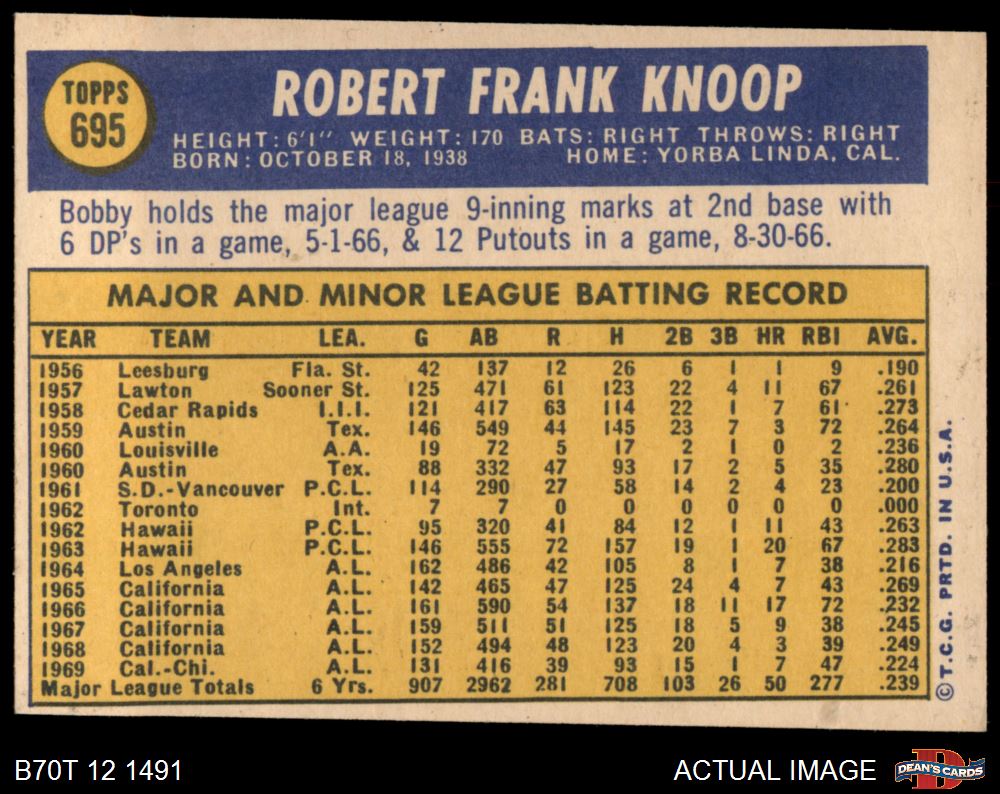 TOPPS
695
ROBERT FRANK KNOOP
HEIGHT: 6'1" WEIGHT: 170 BATS: RIGHT THROWS: RIGHT
BORN: OCTOBER 18, 1938 HOME: YORBA LINDA, CAL.
Bobby holds the major league 9-inning marks at 2nd base with
6 DP's in a game, 5-1-66, & 12 Putouts in a game, 8-30-66.
MAJOR AND MINOR LEAGUE BATTING RECORD
YEAR TEAM LEA. G AB R H 2B 3B HR RBI AVG.
1956 Leesburg Fla. St. 42 137 12 26 6 1 1 9 .190
1957 Lawton Sooner St. 125 471 61 123 22 4 11 67 .261
1958 Cedar Rapids I.I.I. 121 417 63 114 22 1 7 61 .273
1959 Austin Tex. 146 549 44 145 23 7 3 72 .264
1960 Louisville A.A. 19 72 5 17 2 1 0 2 .236
1960 Austin Tex. 88 332 47 93 17 2 5 35 .280
1961 S.D.-Vancouver P.C.L. 114 290 27 58 14 2 4 23 .200
1962 Toronto Int. 7 7 0 0 0 0 0 0 .000
1962 Hawaii P.C.L. 95 320 41 84 12 1 11 43 .263
1963 Hawaii P.C.L. 146 555 72 157 19 1 20 67 .283
1964 Los Angeles A.L. 162 486 42 105 8 1 7 38 .216
1965 California A.L. 142 465 47 125 24 4 7 43 .269
1966 California A.L. 161 590 54 137 18 11 17 72 .232
1967 California A.L. 159 511 51 125 18 5 9 38 .245
1968 California A.L. 152 494 48 123 20 4 3 39 .249
1969 Cal.-Chi. A.L. 131 416 39 93 15 1 7 47 .224
Major League Totals 6 Yrs. 907 2962 281 708 103 26 50 277 .239
© T.C.G. PRTD. IN U.S.A.
B70T 12 1491
ACTUAL IMAGE
D
DEAN'S CARDS